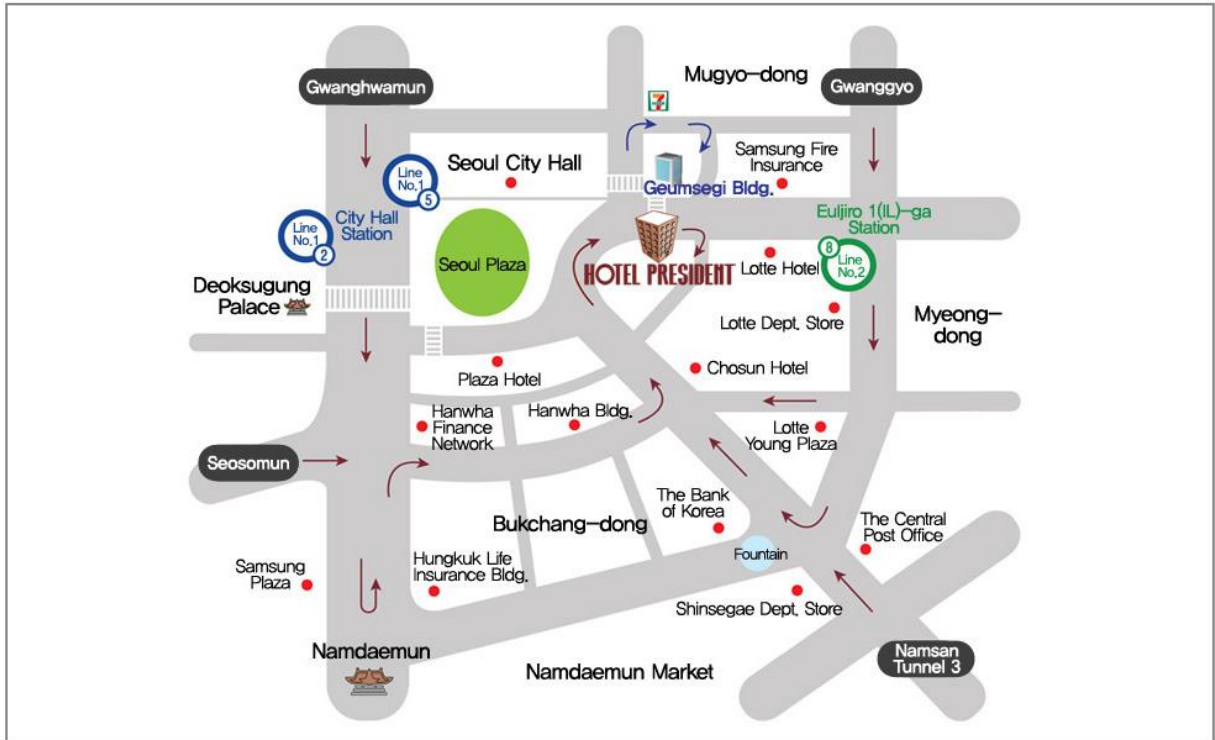 Mugyo-dong
Gwanghwamun
Gwanggyo
7
Seoul City Hall
Samsung Fire
Insurance
Line
No.1
5
Geumsegi Bldg.
City Hall
Station
Line
No.1
2
Euljiro 1(IL)-ga
Station
8
Line
No.2
Seoul Plaza
HOTEL PRESIDENT
Lotte Hotel
Deoksugung
Palace
Lotte Dept. Store
Myeong-
dong
Plaza Hotel
Chosun Hotel
Hanwha
Finance
Network
Hanwha Bldg.
Lotte
Young Plaza
Seosomun
The Bank
of Korea
Bukchang-dong
The Central
Post Office
Fountain
Samsung
Plaza
Hungkuk Life
Insurance Bldg.
Shinsegae Dept. Store
Namdaemun
Namdaemun Market
Namsan
Tunnel 3